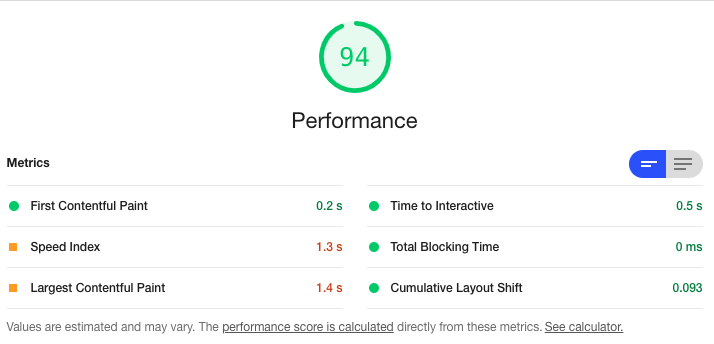 94
Performance
Metrics
First Contentful Paint 0.2 s
Time to Interactive 0.5 s
Speed Index 1.3 s
Total Blocking Time 0 ms
Largest Contentful Paint 1.4 s
Cumulative Layout Shift 0.093
Values are estimated and may vary. The performance score is calculated directly from these metrics. See calculator.